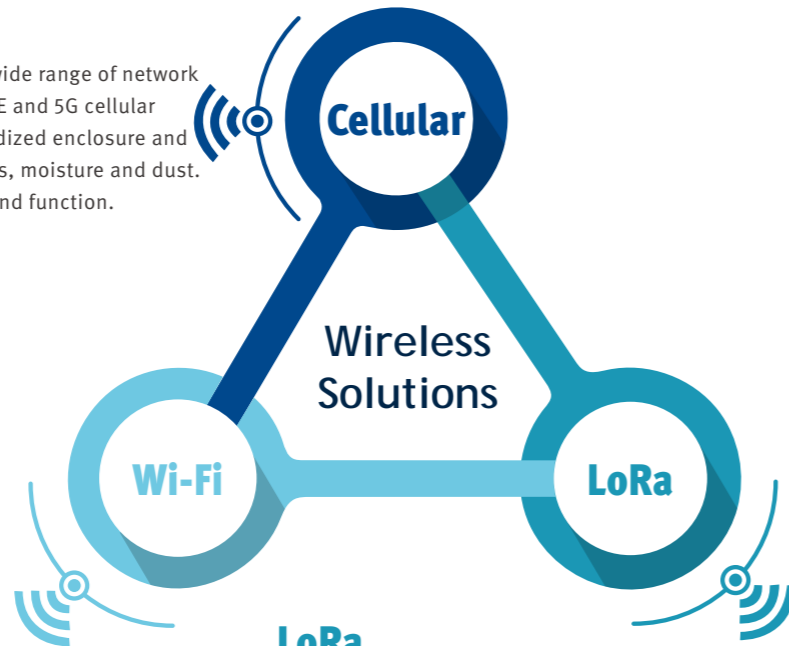 wide range of network
E and 5G cellular
dized enclosure and
s, moisture and dust.
nd function.
Cellular
Wireless
Solutions
Wi-Fi
LoRa
LoRa